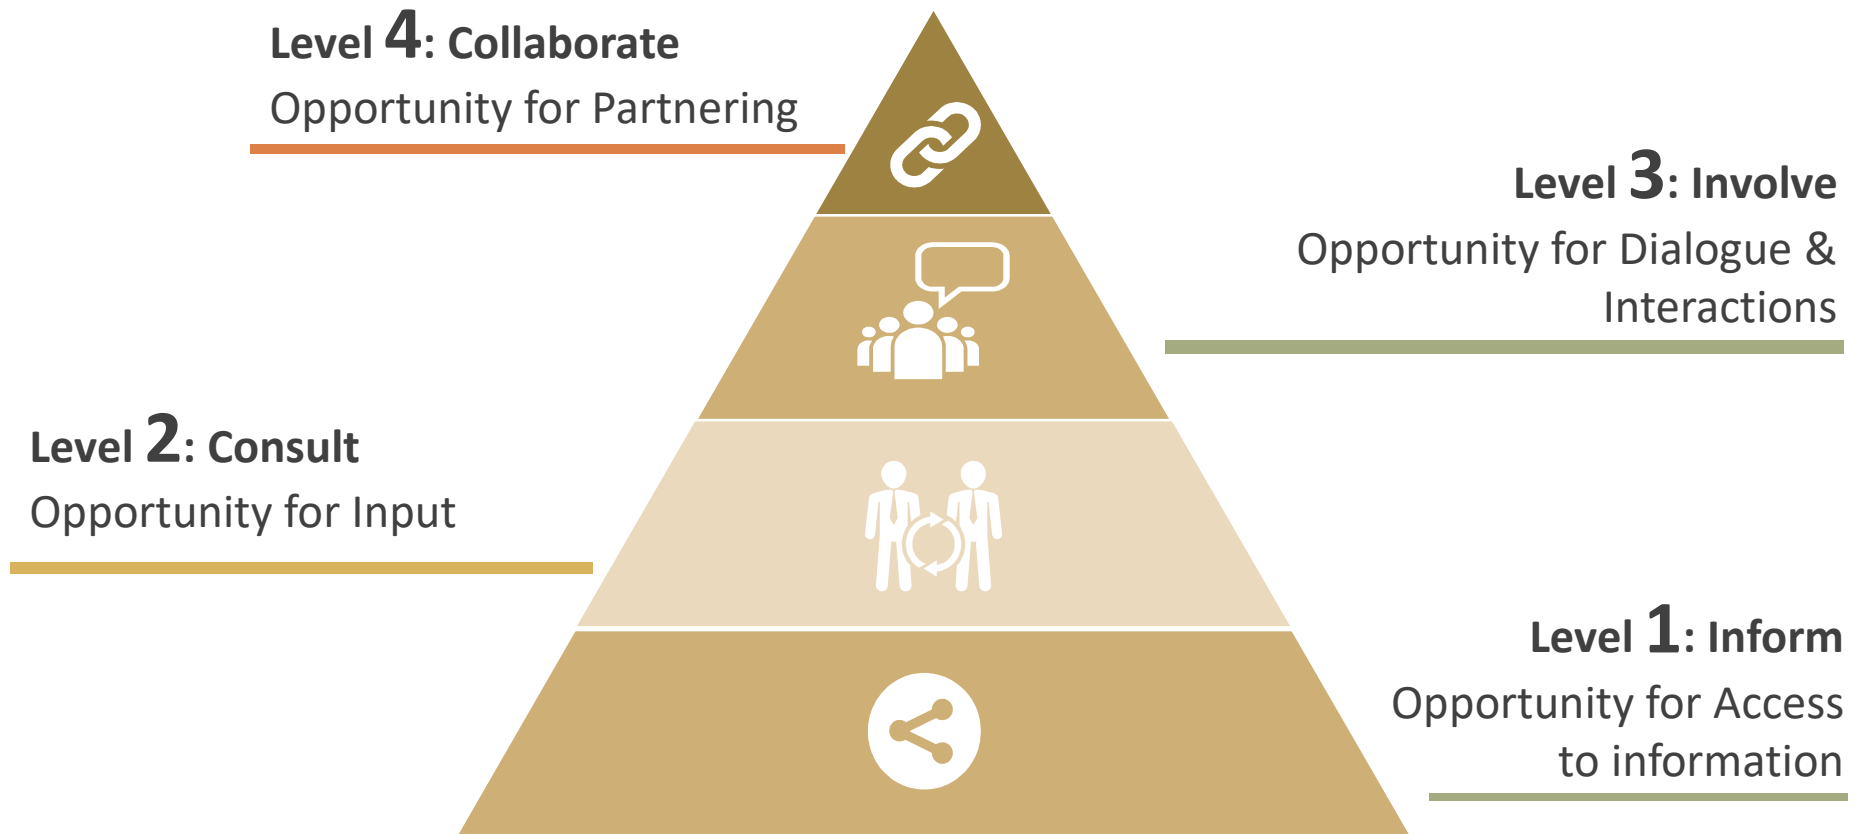 Level 4: Collaborate
Opportunity for Partnering
Level 3: Involve
Opportunity for Dialogue &
Interactions
Level 2: Consult
Opportunity for Input
Level 1: Inform
Opportunity for Access
to information